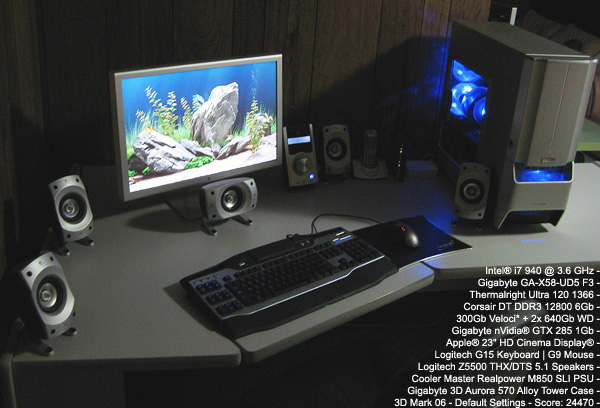 Intel® i7 940 @ 3.6 GHz -
Gigabyte GA-X58-UD5 F3 -
Thermalright Ultra 120 1366 -
Corsair DT DDR3 12800 6Gb -
300Gb Veloci* + 2x 640Gb WD -
Gigabyte nVidia® GTX 285 1Gb -
Apple® 23" HD Cinema Display® -
Logitech G15 Keyboard | G9 Mouse -
Logitech Z5500 THX/DTS 5.1 Speakers -
Cooler Master Realpower M850 SLI PSU -
Gigabyte 3D Aurora 570 Alloy Tower Case -
3D Mark 06 - Default Settings - Score: 24470 -